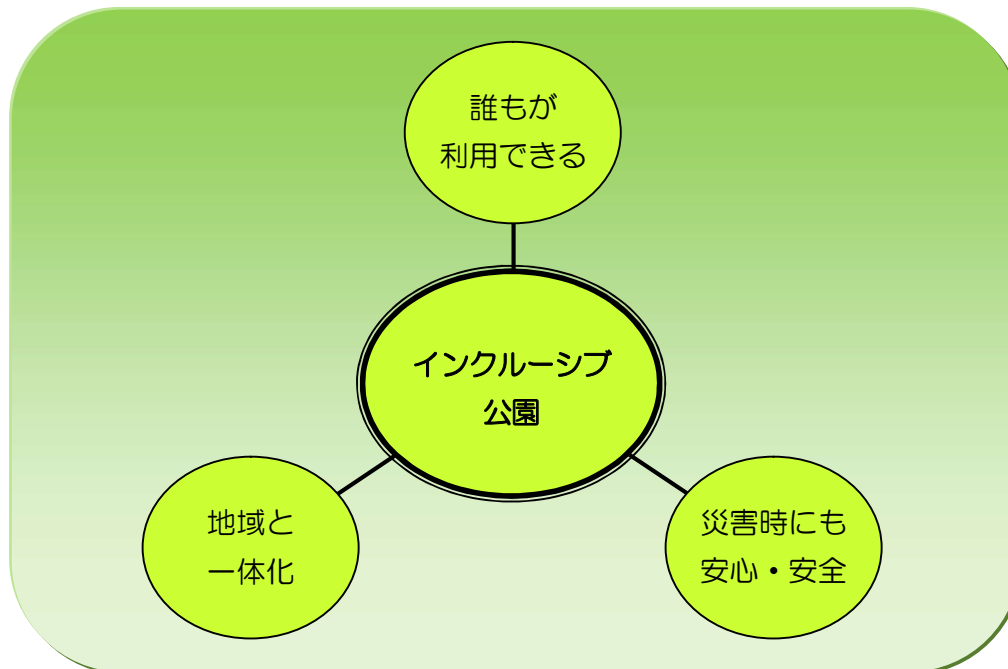 誰もが
利用できる
インクルーシブ
公園
地域と
一体化
災害時にも
安心・安全